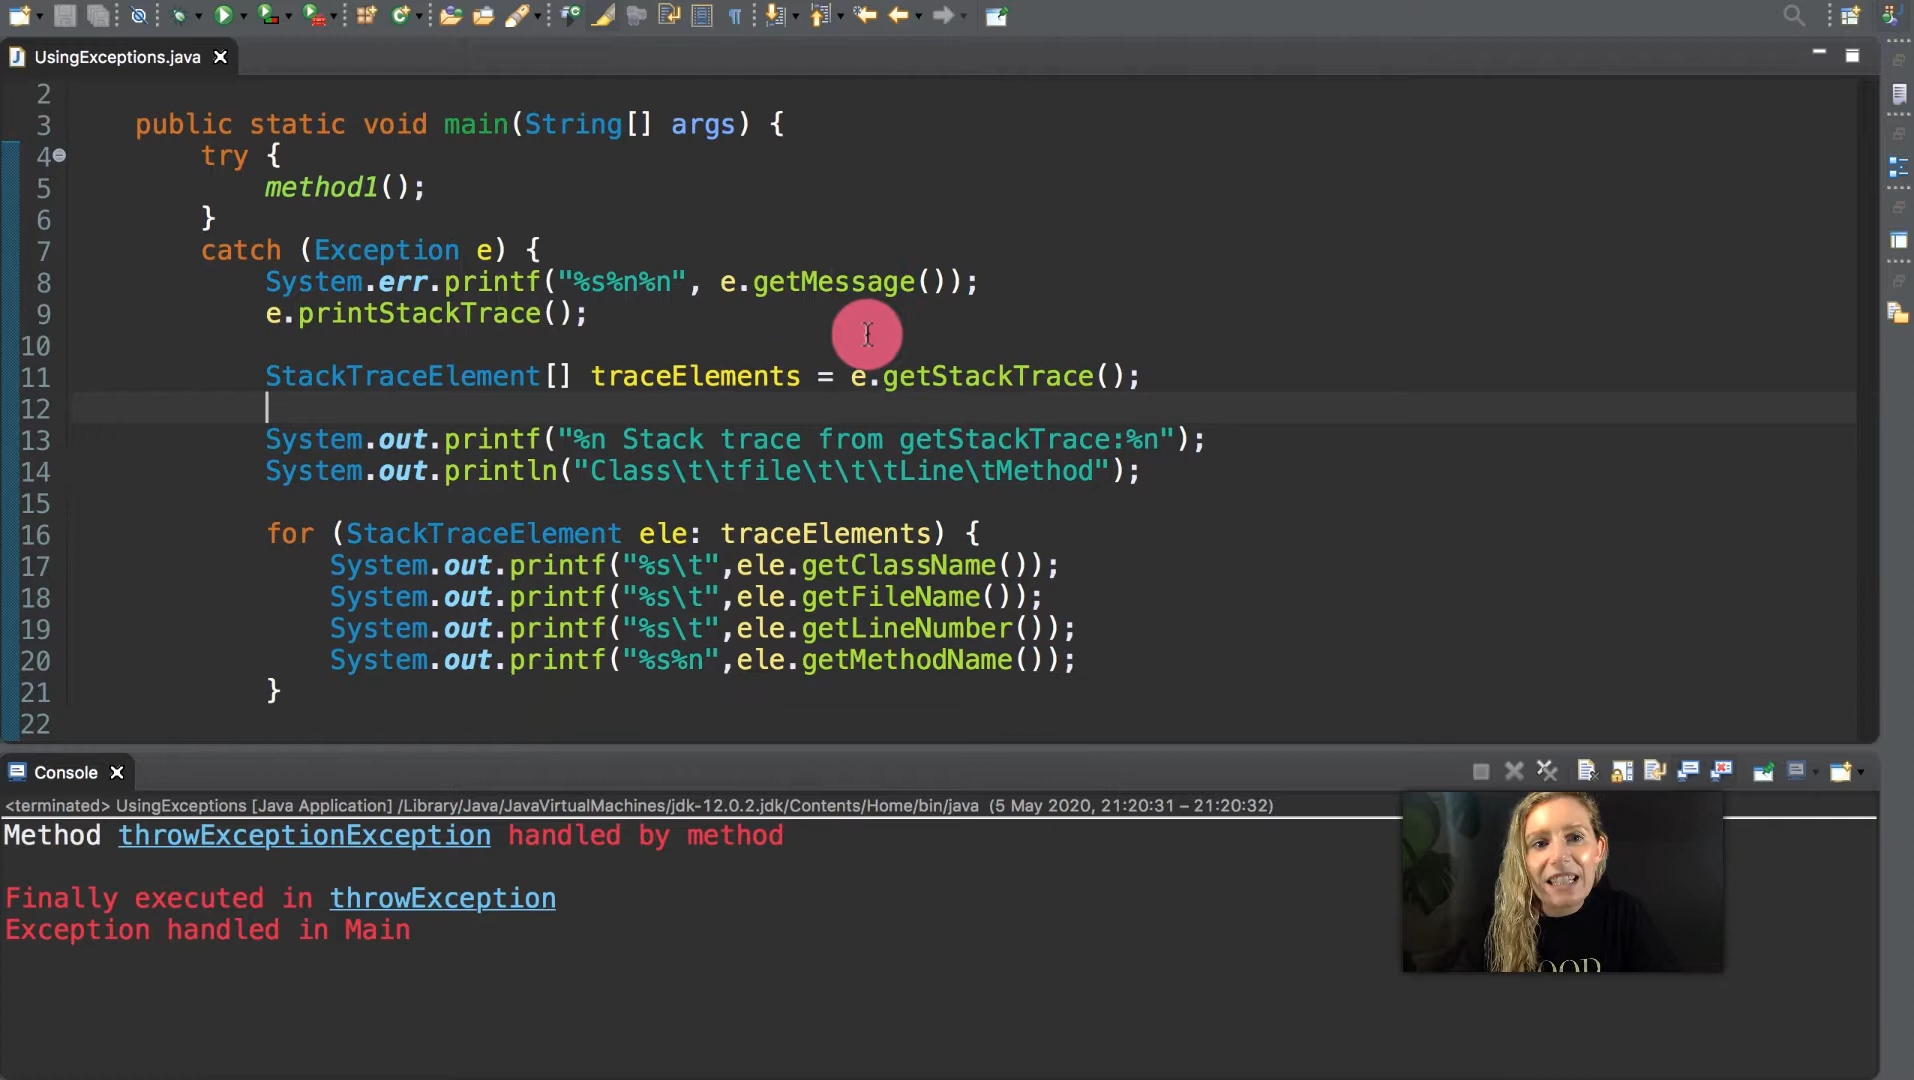 UsingExceptions.java
2
3 public static void main(String[] args) {
4 try {
5 method1();
6 }
7 catch (Exception e) {
8 System.err.printf("%s%n%n", e.getMessage());
9 e.printStackTrace();
10
11 StackTraceElement[] traceElements = e.getStackTrace();
12
13 System.out.printf("%n Stack trace from getStackTrace:%n");
14 System.out.println("Class\t\tfile\t\t\tLine\tMethod");
15
16 for (StackTraceElement ele: traceElements) {
17 System.out.printf("%s\t",ele.getClassName());
18 System.out.printf("%s\t",ele.getFileName());
19 System.out.printf("%s\t",ele.getLineNumber());
20 System.out.printf("%s%n",ele.getMethodName());
21 }
22
Console
<terminated> UsingExceptions [Java Application] /Library/Java/JavaVirtualMachines/jdk-12.0.2.jdk/Contents/Home/bin/java (5 May 2020, 21:20:31 – 21:20:32)
Method throwExceptionException handled by method
Finally executed in throwException
Exception handled in Main